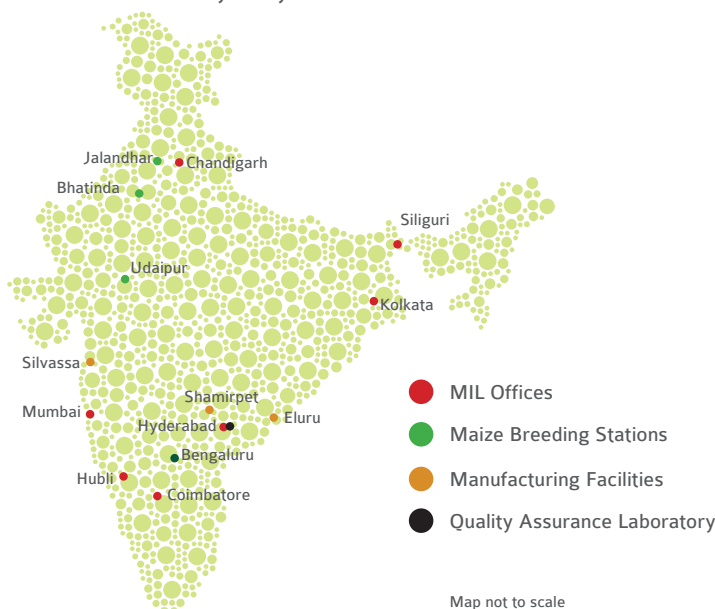 Jalandhar
Chandigarh
Bhatinda
Siliguri
Udaipur
Kolkata
Silvassa
Shamirpet
Mumbai
Eluru
Hyderabad
Bengaluru
Hubli
Coimbatore
MIL Offices
Maize Breeding Stations
Manufacturing Facilities
Quality Assurance Laboratory
Map not to scale